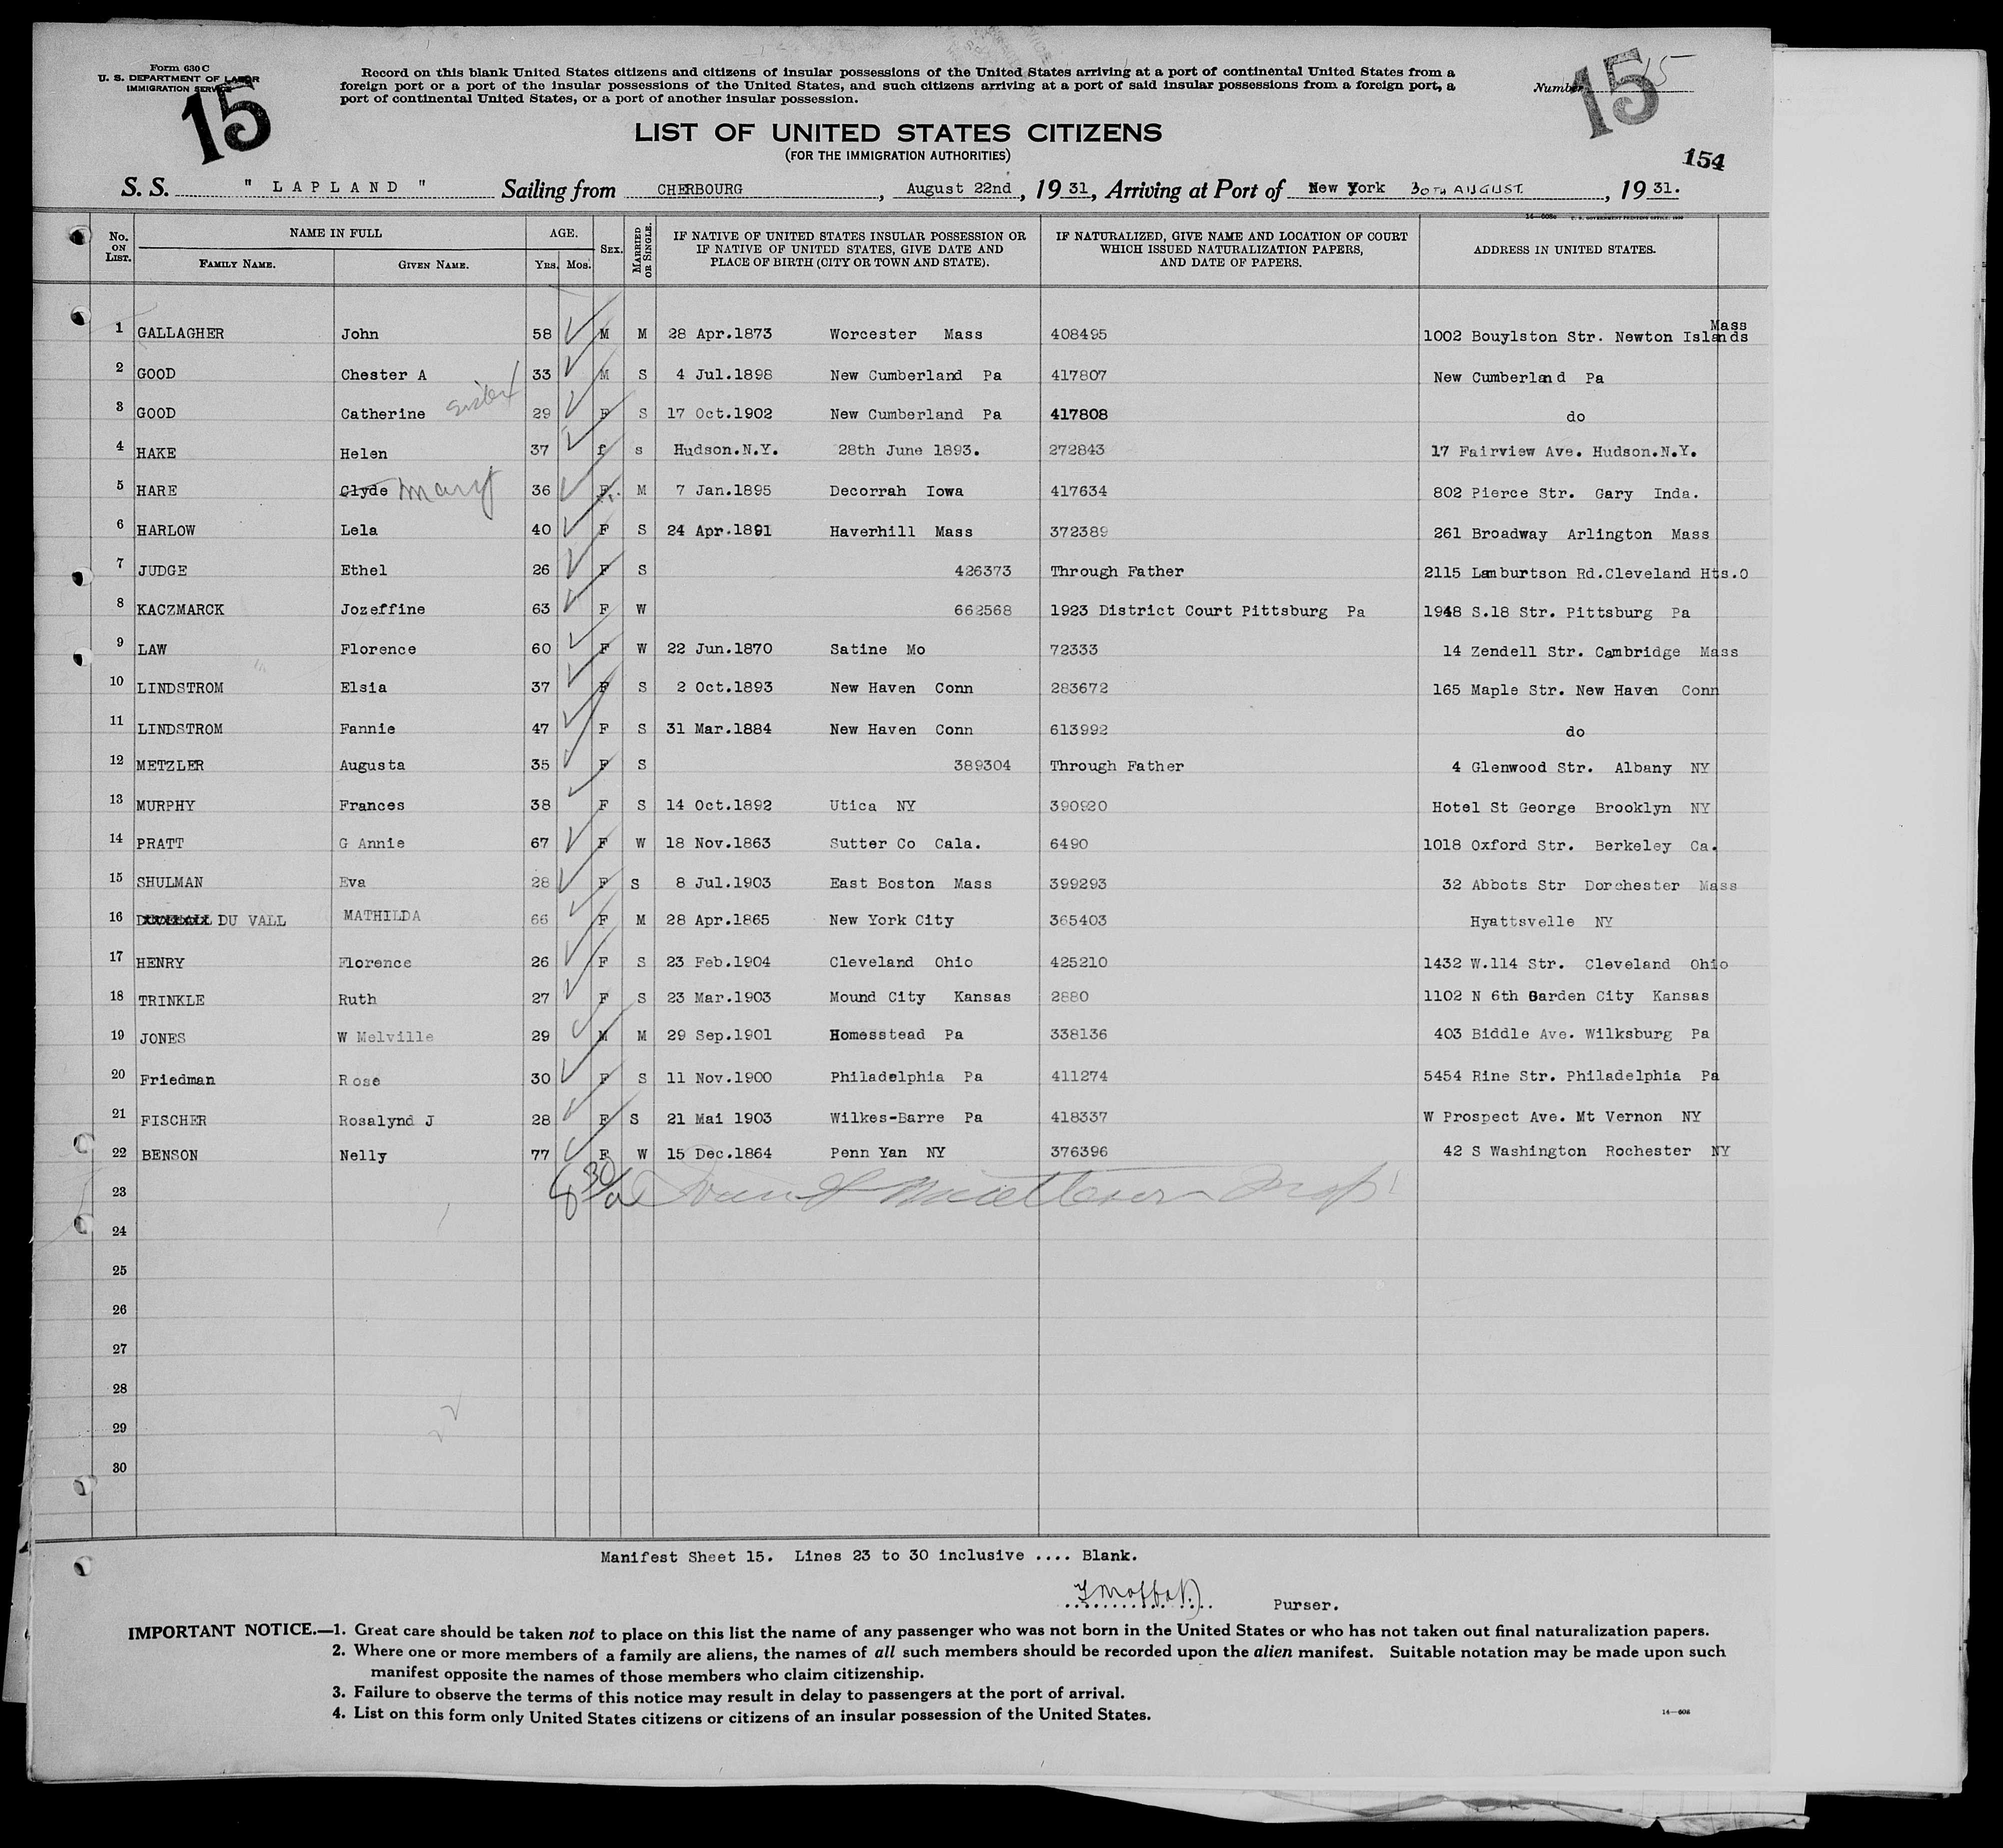 Form 630 C
U. S. DEPARTMENT OF LABOR
IMMIGRATION SERVICE
15
Record on this blank United States citizens and citizens of insular possessions of the United States arriving at a port of continental United States from a
foreign port or a port of the insular possessions of the United States, and such citizens arriving at a port of said insular possessions from a foreign port, a
port of continental United States, or a port of another insular possession.
Number 15
15
LIST OF UNITED STATES CITIZENS
(FOR THE IMMIGRATION AUTHORITIES)
154
S. S. " LAPLAND " Sailing from CHERBOURG, August 22nd, 1931, Arriving at Port of New York 30TH AUGUST, 1931.
14—608c U. S. GOVERNMENT PRINTING OFFICE: 1930
No. ON LIST. NAME IN FULL FAMILY NAME. GIVEN NAME. AGE. YRS. MOS. SEX. MARRIED OR SINGLE. IF NATIVE OF UNITED STATES INSULAR POSSESSION OR IF NATIVE OF UNITED STATES, GIVE DATE AND PLACE OF BIRTH (CITY OR TOWN AND STATE). IF NATURALIZED, GIVE NAME AND LOCATION OF COURT WHICH ISSUED NATURALIZATION PAPERS, AND DATE OF PAPERS. ADDRESS IN UNITED STATES.
1 GALLAGHER John 58 M M 28 Apr.1873 Worcester Mass 408495 1002 Bouylston Str. Newton Islands Mass
2 GOOD Chester A 33 M S 4 Jul.1898 New Cumberland Pa 417807 New Cumberland Pa
3 GOOD Catherine sister 29 F S 17 Oct.1902 New Cumberland Pa 417808 do
4 HAKE Helen 37 f s Hudson.N.Y. 28th June 1893. 272843 17 Fairview Ave. Hudson.N.Y.
5 HARE Clyde Mary 36 F. M 7 Jan.1895 Decorrah Iowa 417634 802 Pierce Str. Gary Inda.
6 HARLOW Lela 40 F S 24 Apr.1891 Haverhill Mass 372389 261 Broadway Arlington Mass
7 JUDGE Ethel 26 F S 426373 Through Father 2115 Lamburtson Rd.Cleveland Hts.O
8 KACZMARCK Jozeffine 63 F W 662568 1923 District Court Pittsburg Pa 1948 S.18 Str. Pittsburg Pa
9 LAW Florence 60 F W 22 Jun.1870 Satine Mo 72333 14 Zendell Str. Cambridge Mass
10 LINDSTROM Elsia 37 F S 2 Oct.1893 New Haven Conn 283672 165 Maple Str. New Haven Conn
11 LINDSTROM Fannie 47 F S 31 Mar.1884 New Haven Conn 613992 do
12 METZLER Augusta 35 F S 389304 Through Father 4 Glenwood Str. Albany NY
13 MURPHY Frances 38 F S 14 Oct.1892 Utica NY 390920 Hotel St George Brooklyn NY
14 PRATT G Annie 67 F W 18 Nov.1863 Sutter Co Cala. 6490 1018 Oxford Str. Berkeley Ca.
15 SHULMAN Eva 28 F S 8 Jul.1903 East Boston Mass 399293 32 Abbots Str Dorchester Mass
16 DU VALL MATHILDA 66 F M 28 Apr.1865 New York City 365403 Hyattsvelle NY
17 HENRY Florence 26 F S 23 Feb.1904 Cleveland Ohio 425210 1432 W.114 Str. Cleveland Ohio
18 TRINKLE Ruth 27 F S 23 Mar.1903 Mound City Kansas 2880 1102 N 6th Garden City Kansas
19 JONES W Melville 29 M M 29 Sep.1901 Homesstead Pa 338136 403 Biddle Ave. Wilksburg Pa
20 Friedman Rose 30 F S 11 Nov.1900 Philadelphia Pa 411274 5454 Rine Str. Philadelphia Pa
21 FISCHER Rosalynd J 28 F S 21 Mai 1903 Wilkes-Barre Pa 418337 W Prospect Ave. Mt Vernon NY
22 BENSON Nelly 77 F W 15 Dec.1864 Penn Yan NY 376396 42 S Washington Rochester NY
23
24
25
26
27
28
29
30
Manifest Sheet 15. Lines 23 to 30 inclusive .... Blank.
Purser.
IMPORTANT NOTICE.—1. Great care should be taken not to place on this list the name of any passenger who was not born in the United States or who has not taken out final naturalization papers.
2. Where one or more members of a family are aliens, the names of all such members should be recorded upon the alien manifest. Suitable notation may be made upon such
manifest opposite the names of those members who claim citizenship.
3. Failure to observe the terms of this notice may result in delay to passengers at the port of arrival.
4. List on this form only United States citizens or citizens of an insular possession of the United States.
14—608